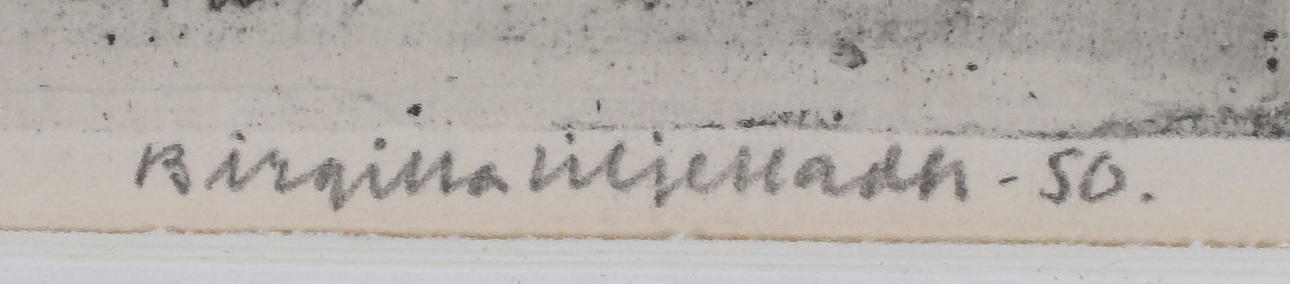 Birgitta Liljebladh - 50.